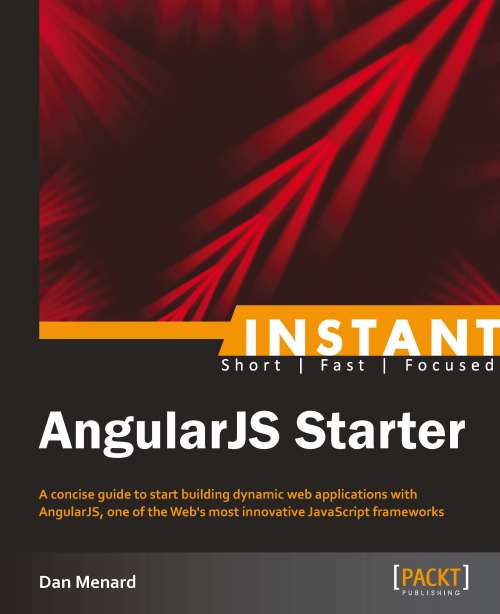 INSTANT
Short | Fast | Focused
AngularJS Starter
A concise guide to start building dynamic web applications with
AngularJS, one of the Web's most innovative JavaScript frameworks
Dan Menard
[PACKT]
PUBLISHING